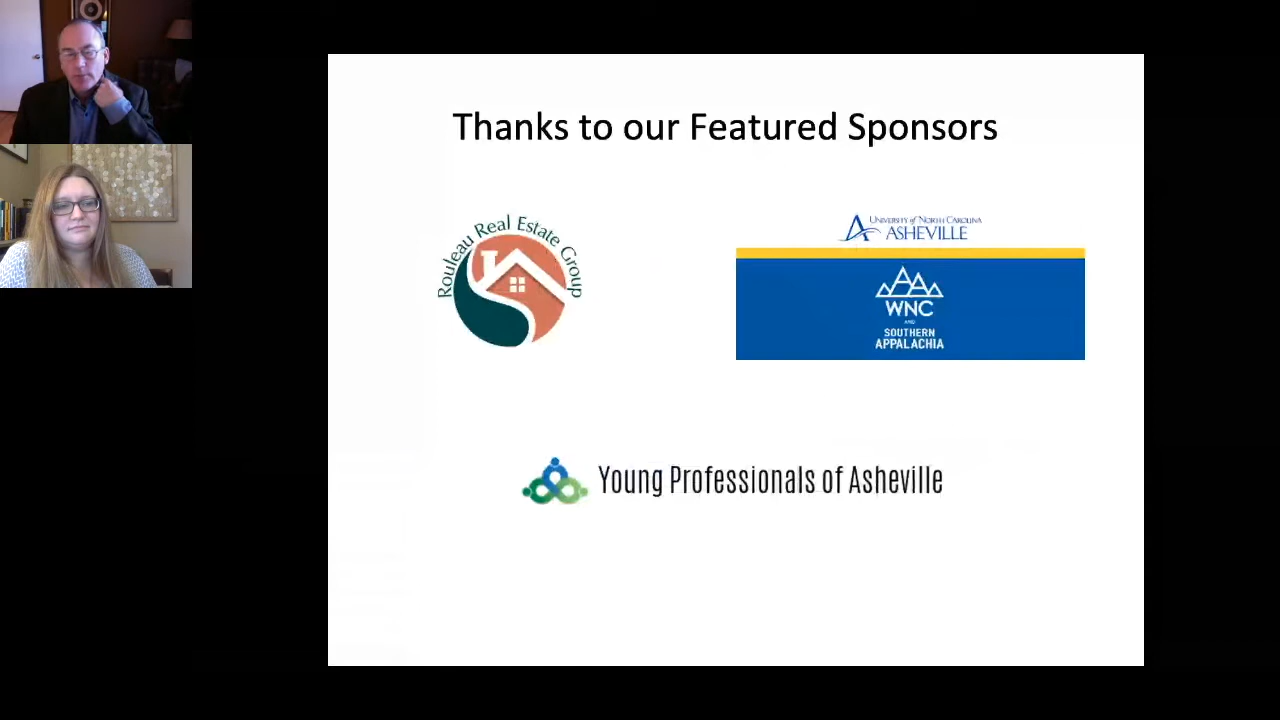 Thanks to our Featured Sponsors
Rouleau Real Estate Group
UNIVERSITY of NORTH CAROLINA
ASHEVILLE
WNC
AND
SOUTHERN
APPALACHIA
Young Professionals of Asheville